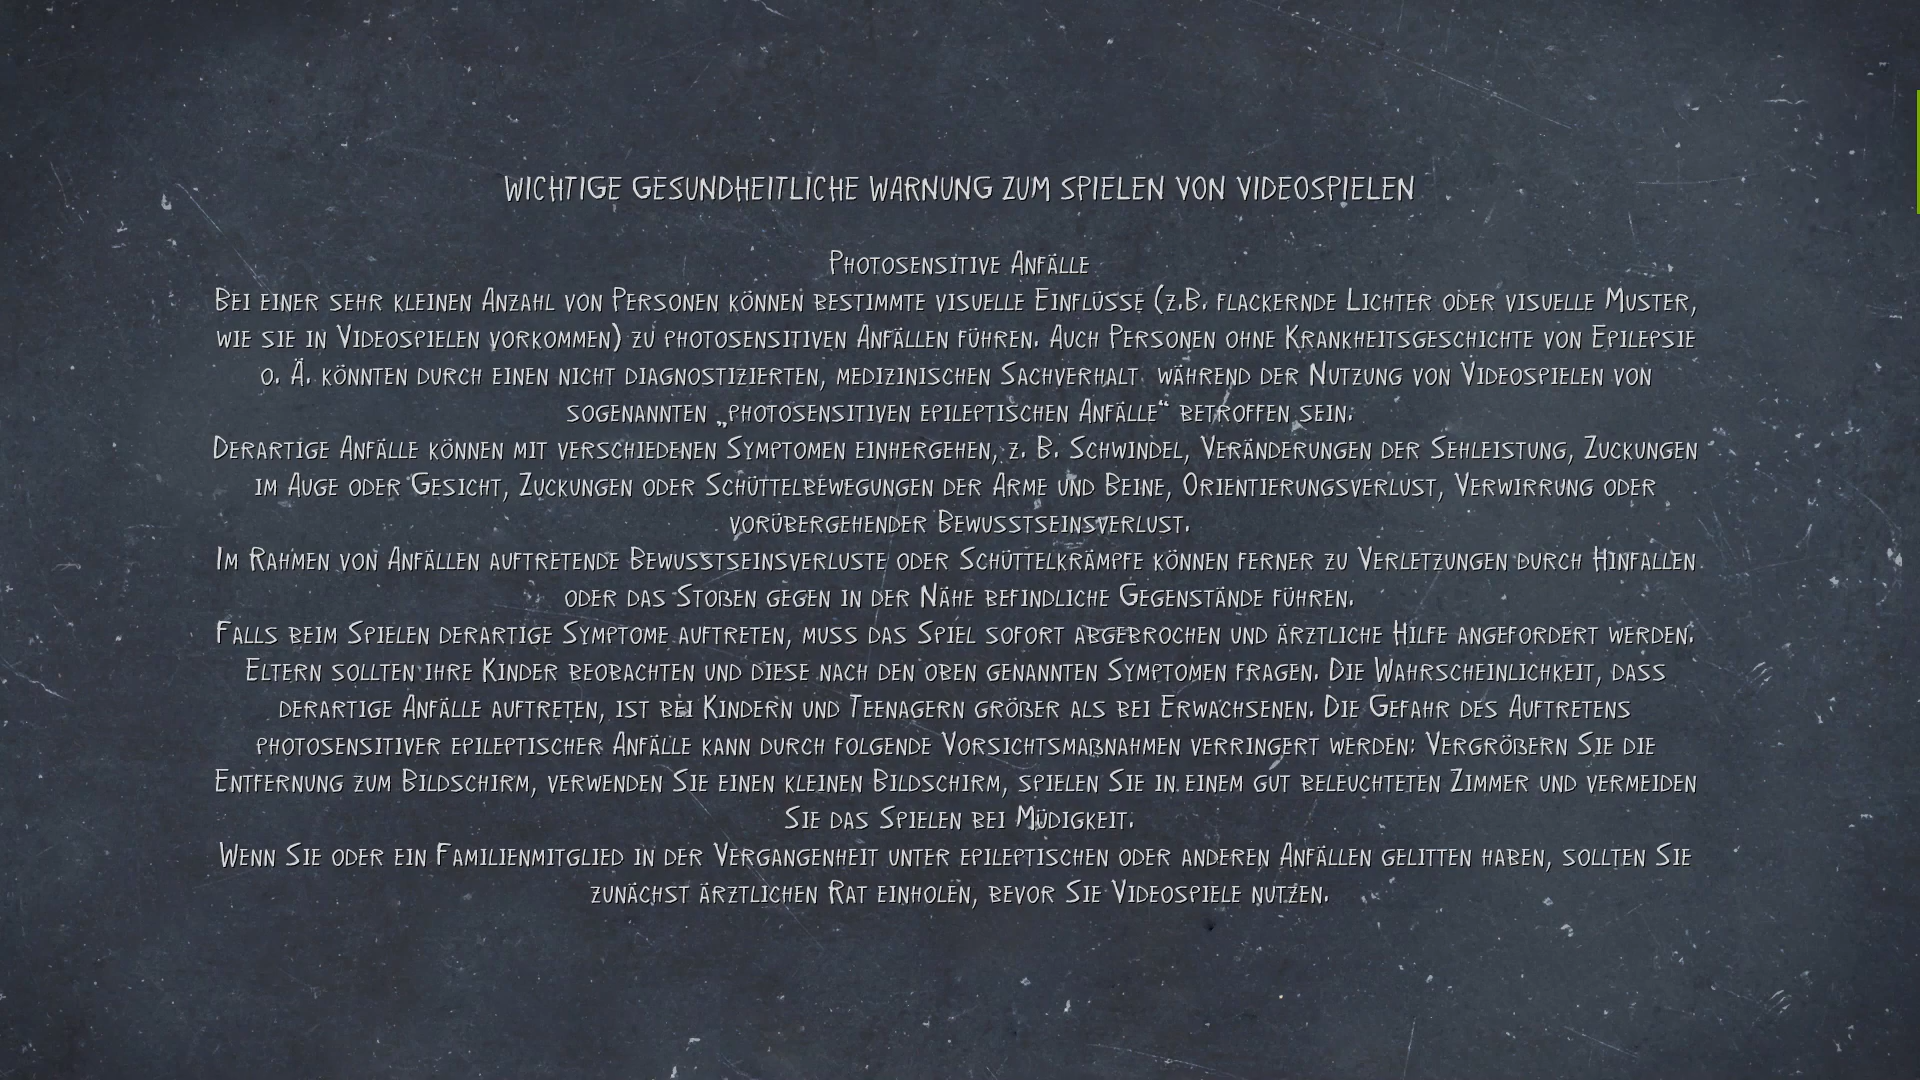 WICHTIGE GESUNDHEITLICHE WARNUNG ZUM SPIELEN VON VIDEOSPIELEN
Photosensitive Anfälle
Bei einer sehr kleinen Anzahl von Personen können bestimmte visuelle Einflüsse (z.B. flackernde Lichter oder visuelle Muster,
wie sie in Videospielen vorkommen) zu photosensitiven Anfällen führen. Auch Personen ohne Krankheitsgeschichte von Epilepsie
o. Ä. könnten durch einen nicht diagnostizierten, medizinischen Sachverhalt während der Nutzung von Videospielen von
sogenannten „photosensitiven epileptischen Anfälle“ betroffen sein.
Derartige Anfälle können mit verschiedenen Symptomen einhergehen, z. B. Schwindel, Veränderungen der Sehleistung, Zuckungen
im Auge oder Gesicht, Zuckungen oder Schüttelbewegungen der Arme und Beine, Orientierungsverlust, Verwirrung oder
vorübergehender Bewusstseinsverlust.
Im Rahmen von Anfällen auftretende Bewusstseinsverluste oder Schüttelkrämpfe können ferner zu Verletzungen durch Hinfallen
oder das Stoßen gegen in der Nähe befindliche Gegenstände führen.
Falls beim Spielen derartige Symptome auftreten, muss das Spiel sofort abgebrochen und ärztliche Hilfe angefordert werden.
Eltern sollten ihre Kinder beobachten und diese nach den oben genannten Symptomen fragen. Die Wahrscheinlichkeit, dass
derartige Anfälle auftreten, ist bei Kindern und Teenagern größer als bei Erwachsenen. Die Gefahr des Auftretens
photosensitiver epileptischer Anfälle kann durch folgende Vorsichtsmaßnahmen verringert werden: Vergrößern Sie die
Entfernung zum Bildschirm, verwenden Sie einen kleinen Bildschirm, spielen Sie in einem gut beleuchteten Zimmer und vermeiden
Sie das Spielen bei Müdigkeit.
Wenn Sie oder ein Familienmitglied in der Vergangenheit unter epileptischen oder anderen Anfällen gelitten haben, sollten Sie
zunächst ärztlichen Rat einholen, bevor Sie Videospiele nutzen.